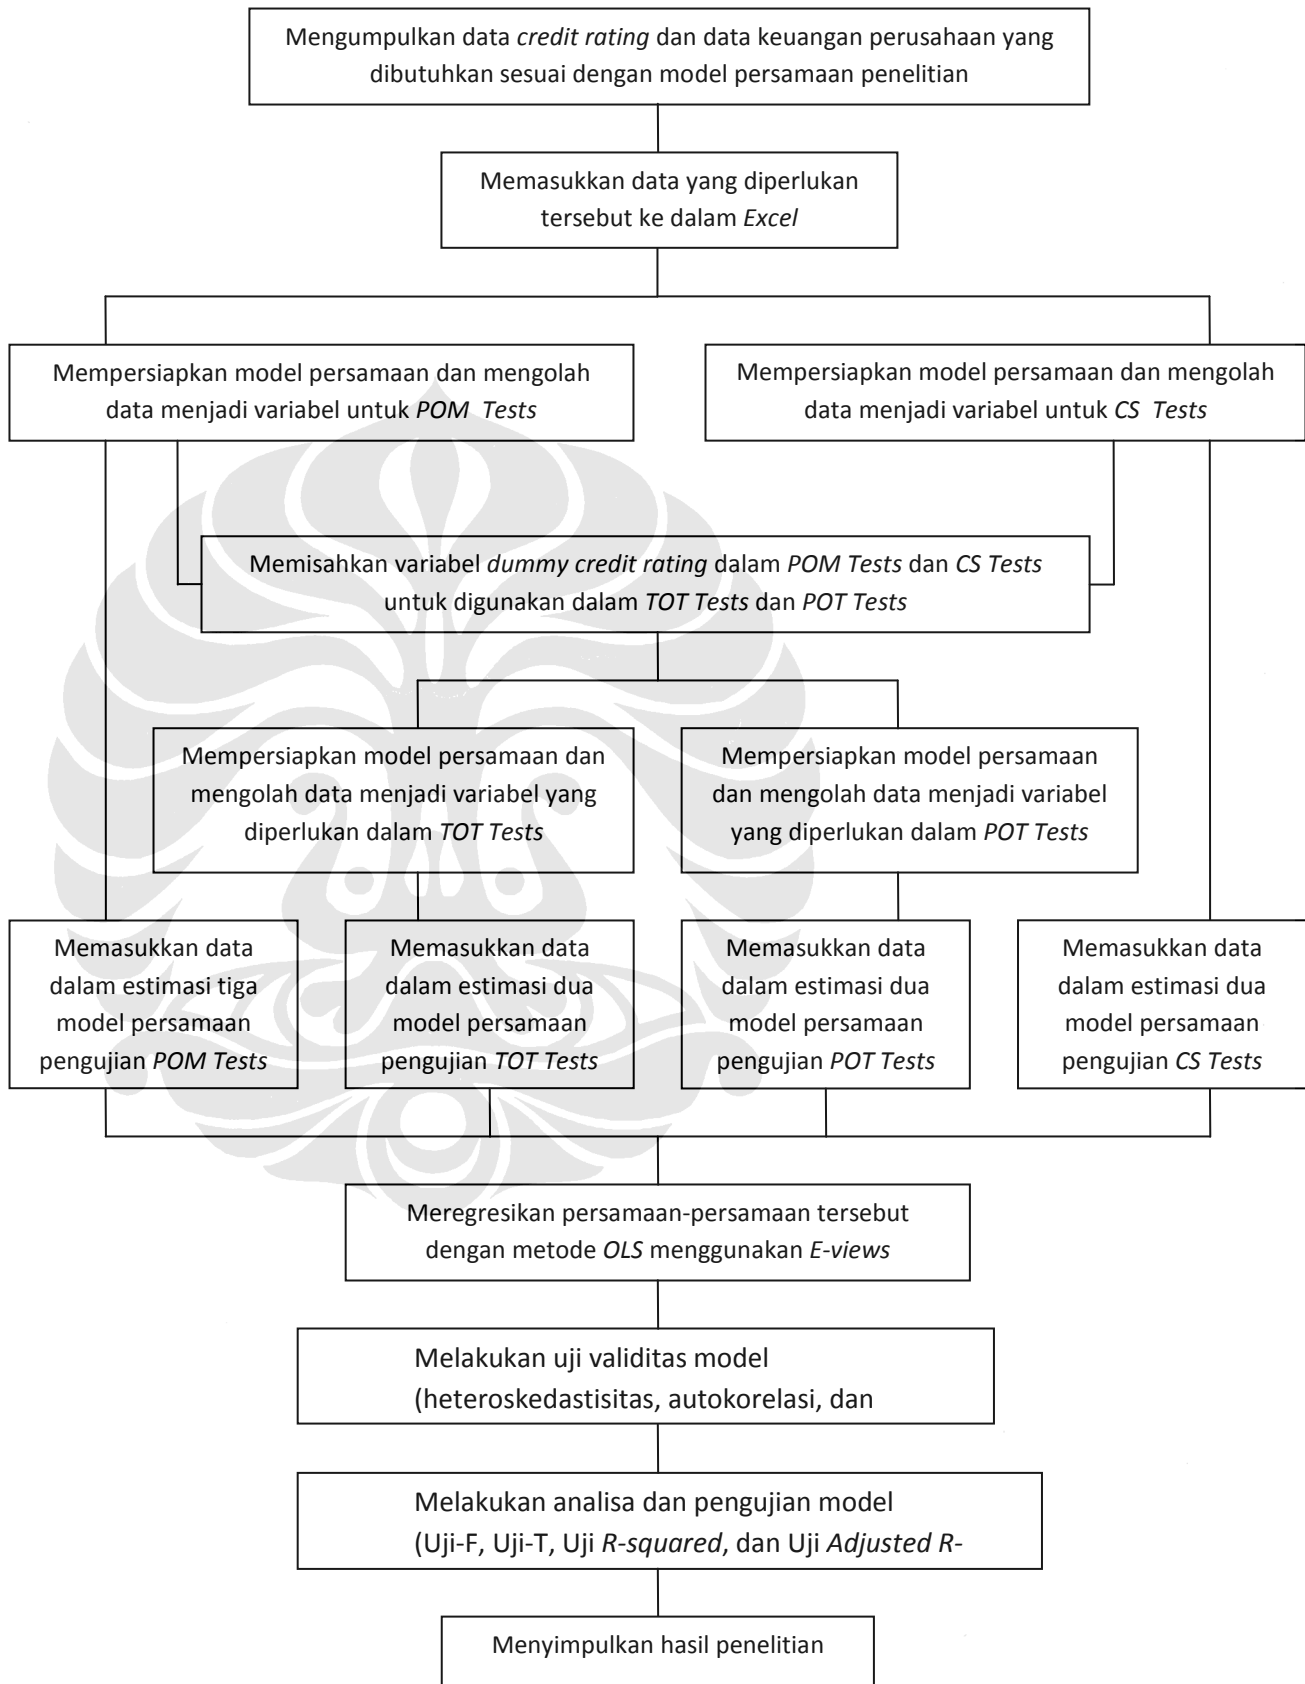 Mengumpulkan data credit rating dan data keuangan perusahaan yang
dibutuhkan sesuai dengan model persamaan penelitian
Memasukkan data yang diperlukan
tersebut ke dalam Excel
Mempersiapkan model persamaan dan mengolah
data menjadi variabel untuk POM Tests
Mempersiapkan model persamaan dan mengolah
data menjadi variabel untuk CS Tests
Memisahkan variabel dummy credit rating dalam POM Tests dan CS Tests
untuk digunakan dalam TOT Tests dan POT Tests
Mempersiapkan model persamaan dan
mengolah data menjadi variabel yang
diperlukan dalam TOT Tests
Mempersiapkan model persamaan
dan mengolah data menjadi variabel
yang diperlukan dalam POT Tests
Memasukkan data
dalam estimasi tiga
model persamaan
pengujian POM Tests
Memasukkan data
dalam estimasi dua
model persamaan
pengujian TOT Tests
Memasukkan data
dalam estimasi dua
model persamaan
pengujian POT Tests
Memasukkan data
dalam estimasi dua
model persamaan
pengujian CS Tests
Meregresikan persamaan-persamaan tersebut
dengan metode OLS menggunakan E-views
Melakukan uji validitas model
(heteroskedastisitas, autokorelasi, dan
Melakukan analisa dan pengujian model
(Uji-F, Uji-T, Uji R-squared, dan Uji Adjusted R-
Menyimpulkan hasil penelitian